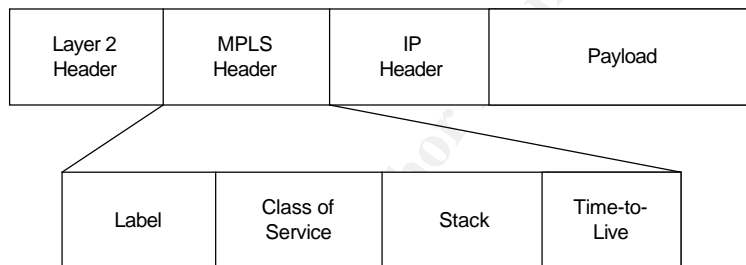 Layer 2
Header
MPLS
Header
IP
Header
Payload
Label
Class of
Service
Stack
Time-to-
Live